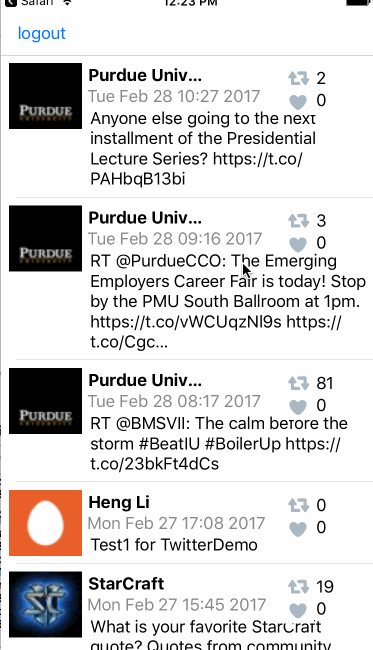 Safari 12:23 PM
logout
PURDUE
UNIVERSITY
Purdue Univ... 2
Tue Feb 28 10:27 2017 0
Anyone else going to the next
installment of the Presidential
Lecture Series? https://t.co/
PAHbqB13bi
PURDUE
Purdue Univ... 3
Tue Feb 28 09:16 2017 0
RT @PurdueCCO: The Emerging
Employers Career Fair is today! Stop
by the PMU South Ballroom at 1pm.
https://t.co/vWCUqzNl9s https://
t.co/Cgc...
PURDUE
Purdue Univ... 81
Tue Feb 28 08:17 2017 0
RT @BMSVII: The calm before the
storm #BeatIU #BoilerUp https://
t.co/23bkFt4dCs
Heng Li 0
Mon Feb 27 17:08 2017 0
Test1 for TwitterDemo
StarCraft 19
Mon Feb 27 15:45 2017 0
What is your favorite StarCraft
quote? Quotes from community